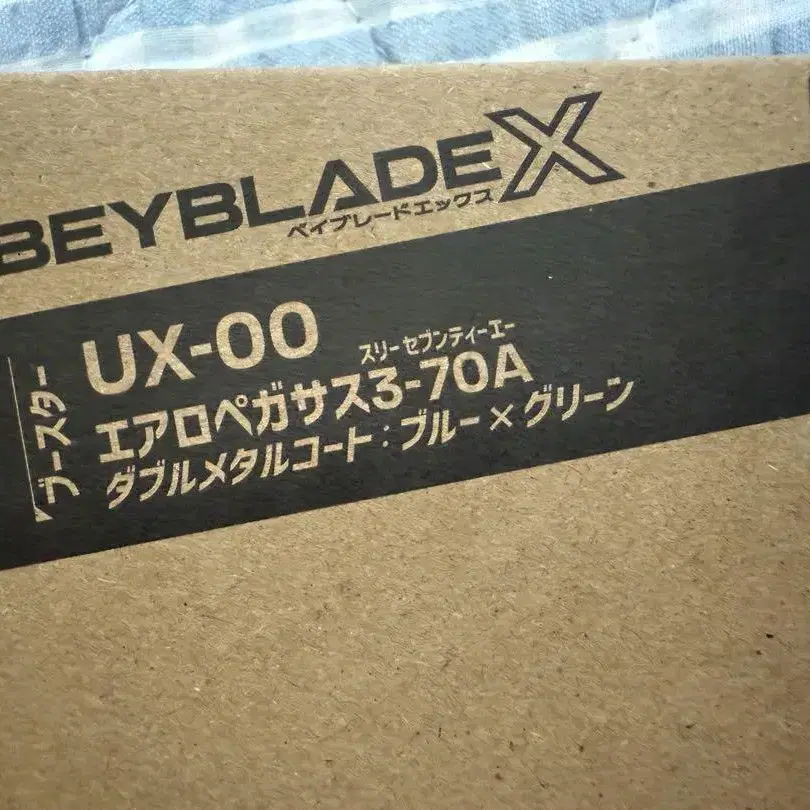 BEYBLADE X
ベイブレードエックス
ブースター
UX-00
スリーセブンティーエー
エアロペガサス3-70A
ダブルメタルコート:ブルー×グリーン